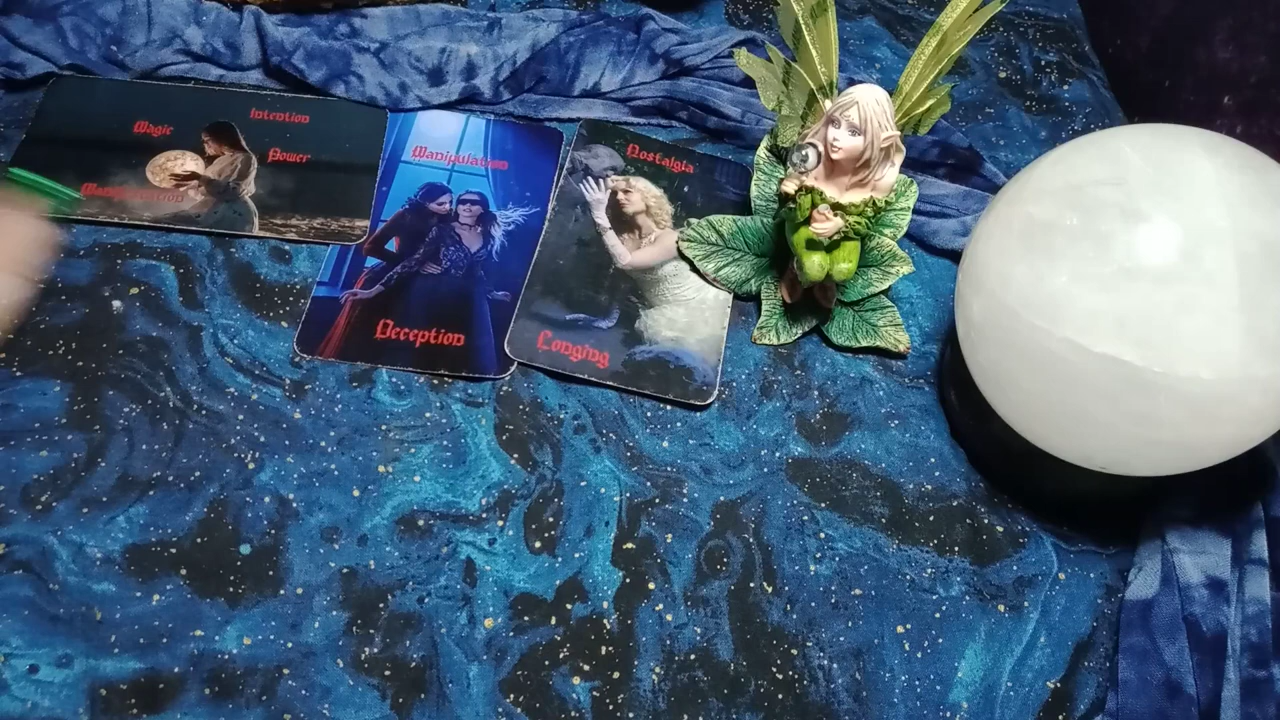 Intention
Magic
Power
Manifestation
Manipulation
Deception
Nostalgia
Longing